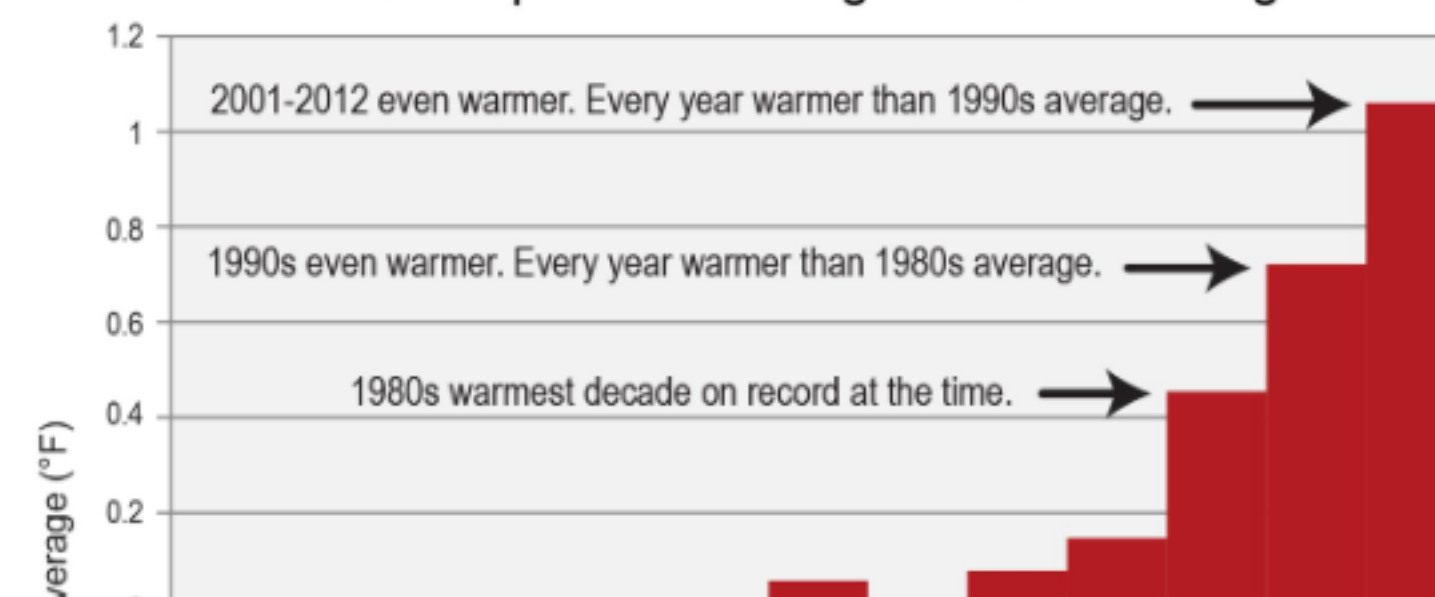 1.2
2001-2012 even warmer. Every year warmer than 1990s average.
1
0.8
1990s even warmer. Every year warmer than 1980s average.
0.6
1980s warmest decade on record at the time.
0.4
0.2
(°F)